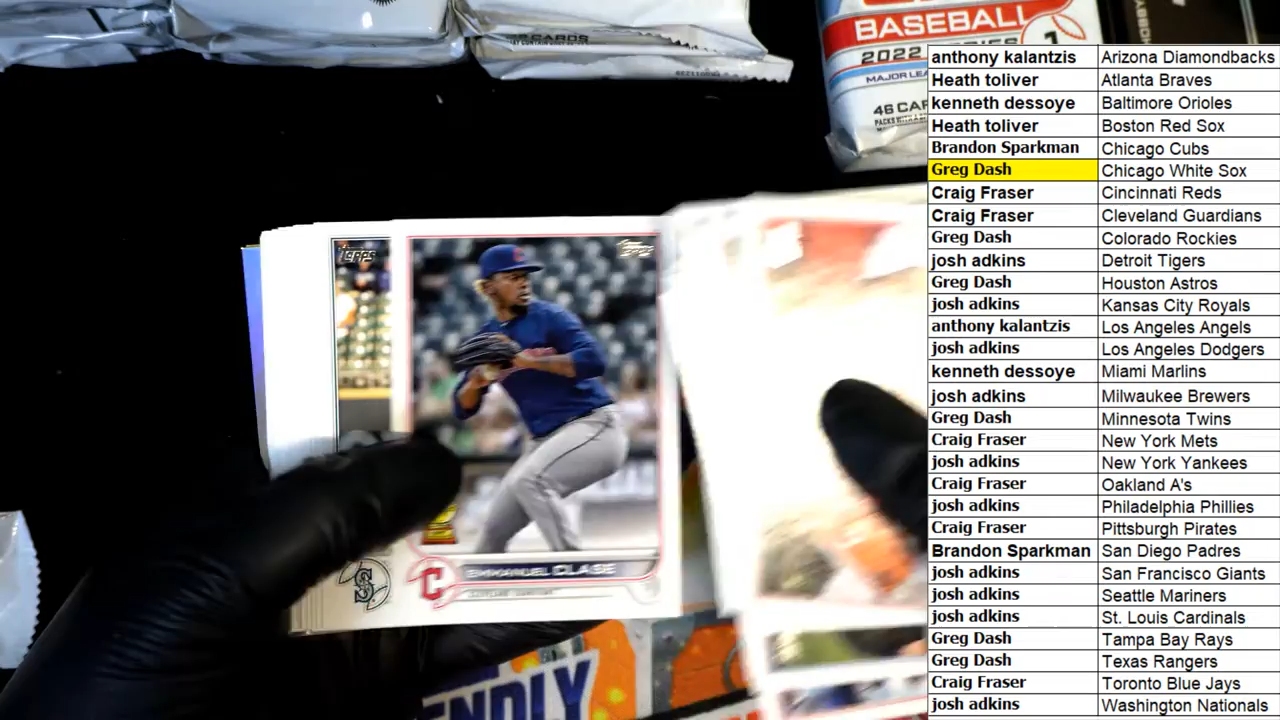 CARDS
BASEBALL
2022 SERIES 1
MAJOR LEA
46 CAR
anthony kalantzis Arizona Diamondbacks
Heath toliver Atlanta Braves
kenneth dessoye Baltimore Orioles
Heath toliver Boston Red Sox
Brandon Sparkman Chicago Cubs
Greg Dash Chicago White Sox
Craig Fraser Cincinnati Reds
Craig Fraser Cleveland Guardians
Greg Dash Colorado Rockies
josh adkins Detroit Tigers
Greg Dash Houston Astros
josh adkins Kansas City Royals
anthony kalantzis Los Angeles Angels
josh adkins Los Angeles Dodgers
kenneth dessoye Miami Marlins
josh adkins Milwaukee Brewers
Greg Dash Minnesota Twins
Craig Fraser New York Mets
josh adkins New York Yankees
Craig Fraser Oakland A's
josh adkins Philadelphia Phillies
Craig Fraser Pittsburgh Pirates
Brandon Sparkman San Diego Padres
josh adkins San Francisco Giants
josh adkins Seattle Mariners
josh adkins St. Louis Cardinals
Greg Dash Tampa Bay Rays
Greg Dash Texas Rangers
Craig Fraser Toronto Blue Jays
josh adkins Washington Nationals
Topps
Topps
S
C
EMMANUEL CLASE
ENDLY